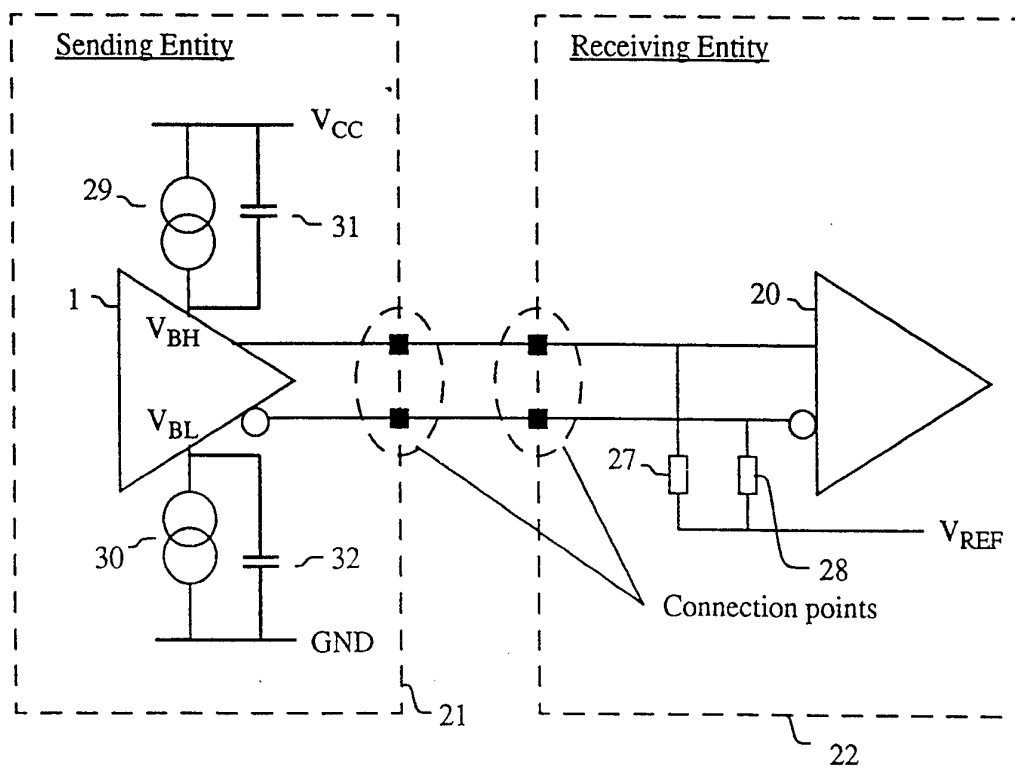 Sending Entity
Receiving Entity
V_CC
29
31
1
20
V_BH
V_BL
27
30
32
28
V_REF
Connection points
GND
21
22